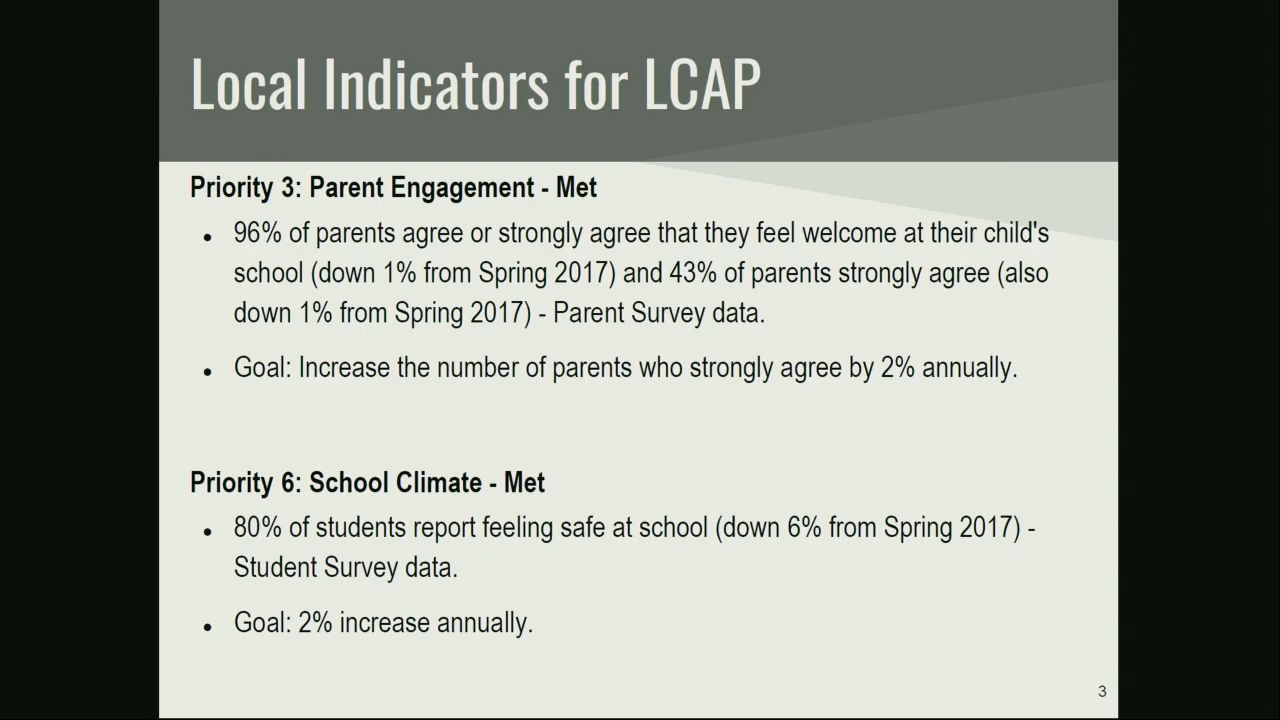 Local Indicators for LCAP
Priority 3: Parent Engagement - Met
• 96% of parents agree or strongly agree that they feel welcome at their child's
school (down 1% from Spring 2017) and 43% of parents strongly agree (also
down 1% from Spring 2017) - Parent Survey data.
• Goal: Increase the number of parents who strongly agree by 2% annually.
Priority 6: School Climate - Met
• 80% of students report feeling safe at school (down 6% from Spring 2017) -
Student Survey data.
• Goal: 2% increase annually.
3